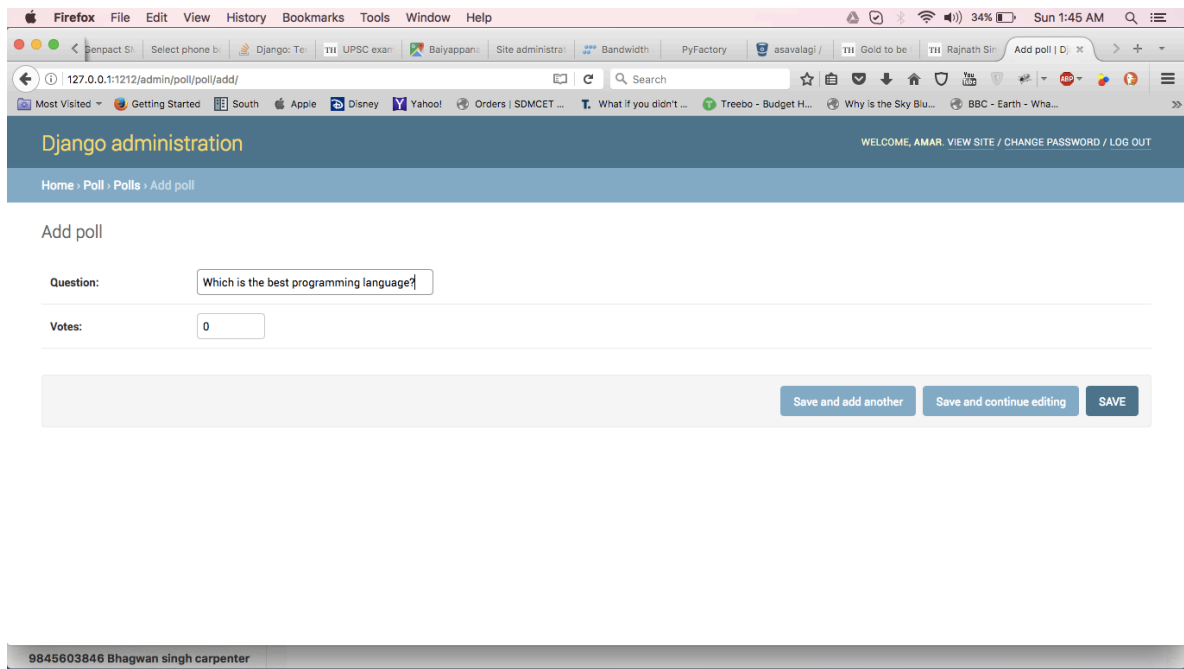 Firefox File Edit View History Bookmarks Tools Window Help 34% Sun 1:45 AM
Genpact Select phone Django: Te UPSC exam Baiyappana Site administrat Bandwidth PyFactory asavalagi / Gold to be Rajnath Sin Add poll | Dj
127.0.0.1:1212/admin/poll/poll/add/ Search
Most Visited Getting Started South Apple Disney Yahoo! Orders | SDMCET ... What if you didn't ... Treebo - Budget H... Why is the Sky Blu... BBC - Earth - Wha...
Django administration WELCOME, AMAR. VIEW SITE / CHANGE PASSWORD / LOG OUT
Home › Poll › Polls › Add poll
Add poll
Question: Which is the best programming language?
Votes: 0
Save and add another Save and continue editing SAVE
9845603846 Bhagwan singh carpenter